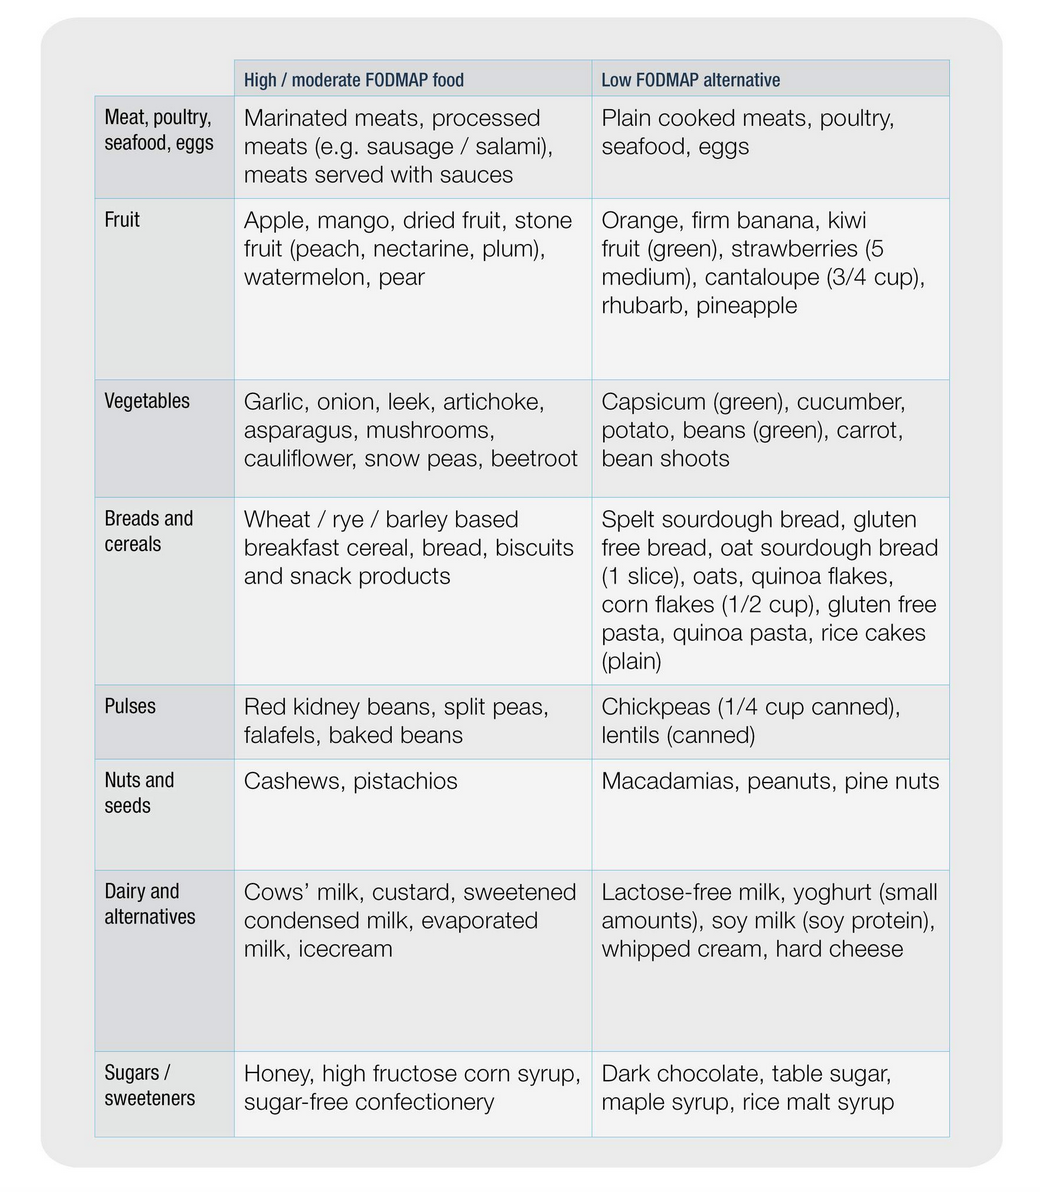 High / moderate FODMAP food
Low FODMAP alternative
Meat, poultry,
seafood, eggs
Marinated meats, processed
meats (e.g. sausage / salami),
meats served with sauces
Plain cooked meats, poultry,
seafood, eggs
Fruit
Apple, mango, dried fruit, stone
fruit (peach, nectarine, plum),
watermelon, pear
Orange, firm banana, kiwi
fruit (green), strawberries (5
medium), cantaloupe (3/4 cup),
rhubarb, pineapple
Vegetables
Garlic, onion, leek, artichoke,
asparagus, mushrooms,
cauliflower, snow peas, beetroot
Capsicum (green), cucumber,
potato, beans (green), carrot,
bean shoots
Breads and
cereals
Wheat / rye / barley based
breakfast cereal, bread, biscuits
and snack products
Spelt sourdough bread, gluten
free bread, oat sourdough bread
(1 slice), oats, quinoa flakes,
corn flakes (1/2 cup), gluten free
pasta, quinoa pasta, rice cakes
(plain)
Pulses
Red kidney beans, split peas,
falafels, baked beans
Chickpeas (1/4 cup canned),
lentils (canned)
Nuts and
seeds
Cashews, pistachios
Macadamias, peanuts, pine nuts
Dairy and
alternatives
Cows’ milk, custard, sweetened
condensed milk, evaporated
milk, icecream
Lactose-free milk, yoghurt (small
amounts), soy milk (soy protein),
whipped cream, hard cheese
Sugars /
sweeteners
Honey, high fructose corn syrup,
sugar-free confectionery
Dark chocolate, table sugar,
maple syrup, rice malt syrup